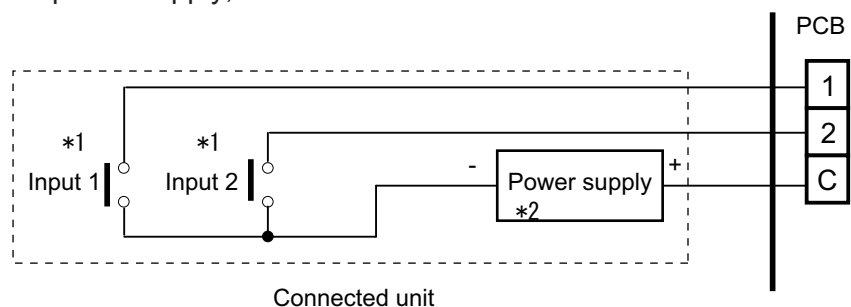 PCB
1
*1 *1
2
Input 1 Input 2 - Power supply + C
*2
Connected unit